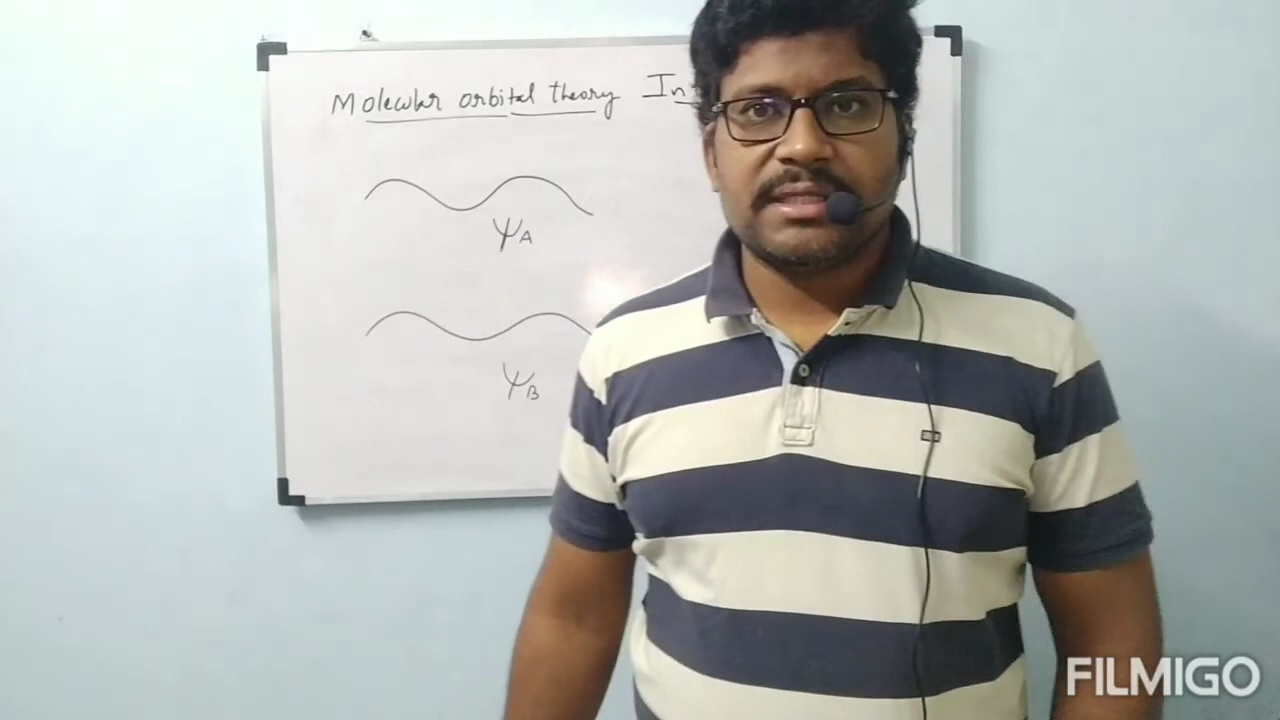 Molecular orbital theory In
ψA
ψB
FILMIGO